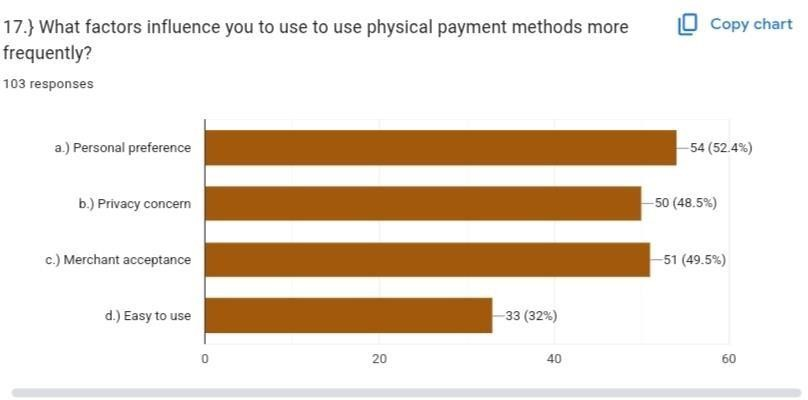 17.} What factors influence you to use to use physical payment methods more
frequently?
Copy chart
103 responses
a.) Personal preference
54 (52.4%)
b.) Privacy concern
50 (48.5%)
c.) Merchant acceptance
51 (49.5%)
d.) Easy to use
33 (32%)
0
20
40
60